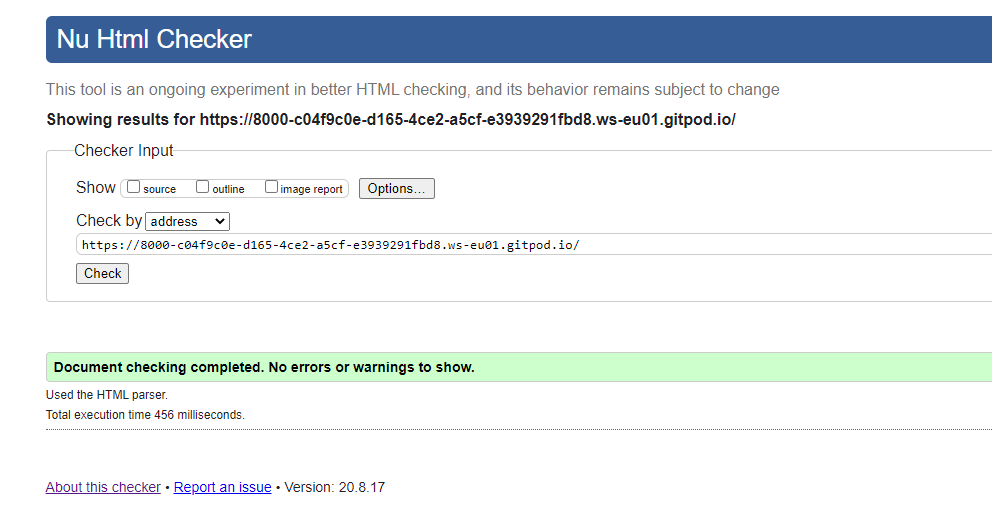 Nu Html Checker
This tool is an ongoing experiment in better HTML checking, and its behavior remains subject to change
Showing results for https://8000-c04f9c0e-d165-4ce2-a5cf-e3939291fbd8.ws-eu01.gitpod.io/
Checker Input
Show source outline image report Options...
Check by address
https://8000-c04f9c0e-d165-4ce2-a5cf-e3939291fbd8.ws-eu01.gitpod.io/
Check
Document checking completed. No errors or warnings to show.
Used the HTML parser.
Total execution time 456 milliseconds.
About this checker • Report an issue • Version: 20.8.17